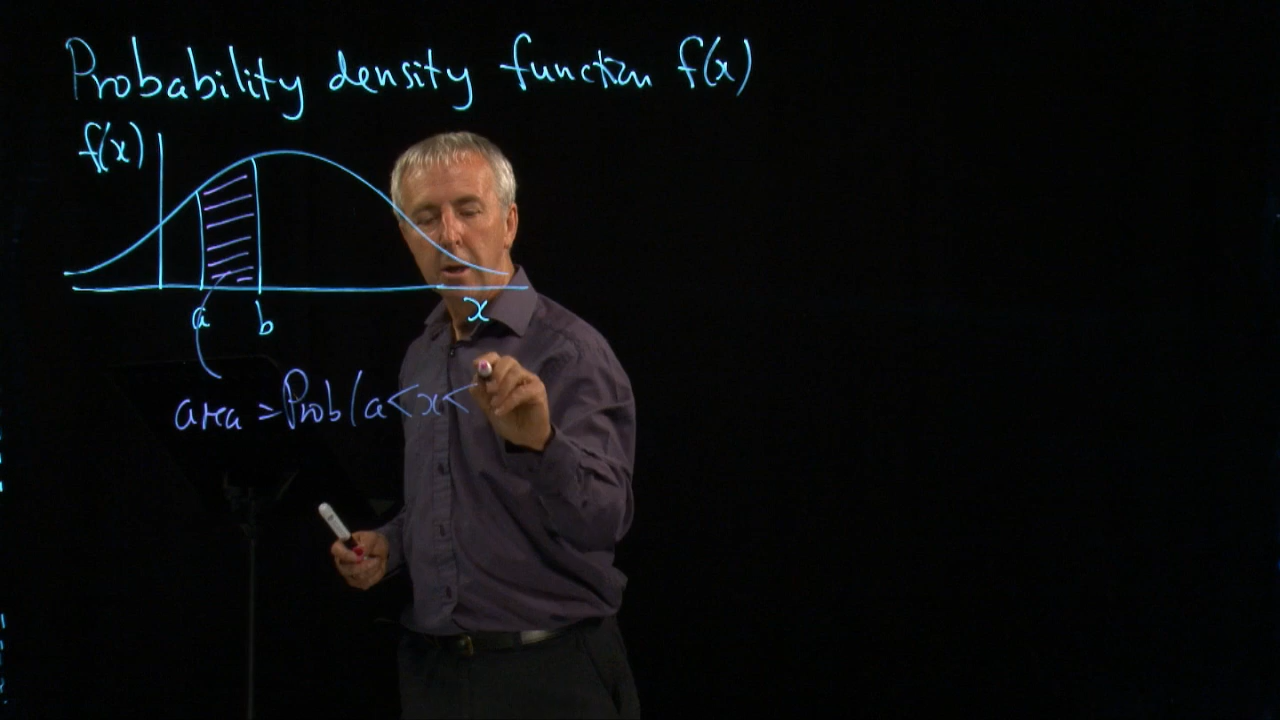 Probability density function f(x)
f(x)
a b x
area = Prob(a<x<